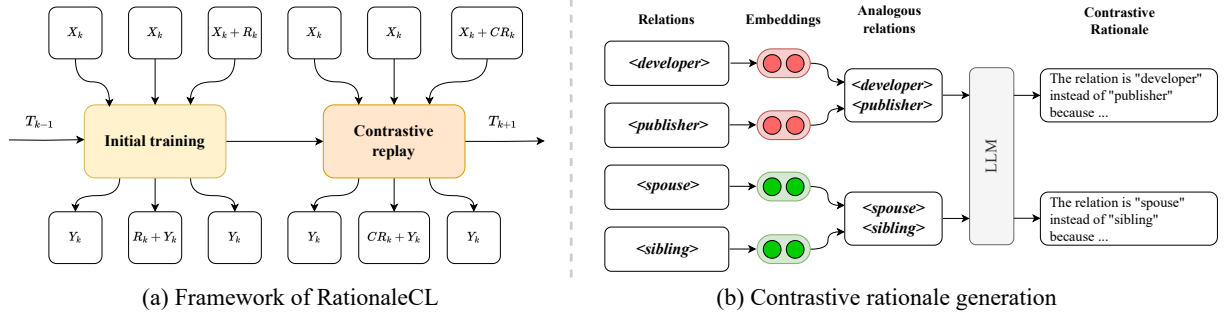 X_k
X_k
X_k + R_k
X_k
X_k
X_k + CR_k
T_{k-1}
Initial training
Contrastive
replay
T_{k+1}
Y_k
R_k + Y_k
Y_k
Y_k
CR_k + Y_k
Y_k
(a) Framework of RationaleCL
Relations
Embeddings
Analogous
relations
Contrastive
Rationale
<developer>
<publisher>
<spouse>
<sibling>
<developer>
<publisher>
<spouse>
<sibling>
LLM
The relation is "developer"
instead of "publisher"
because ...
The relation is "spouse"
instead of "sibling"
because ...
(b) Contrastive rationale generation